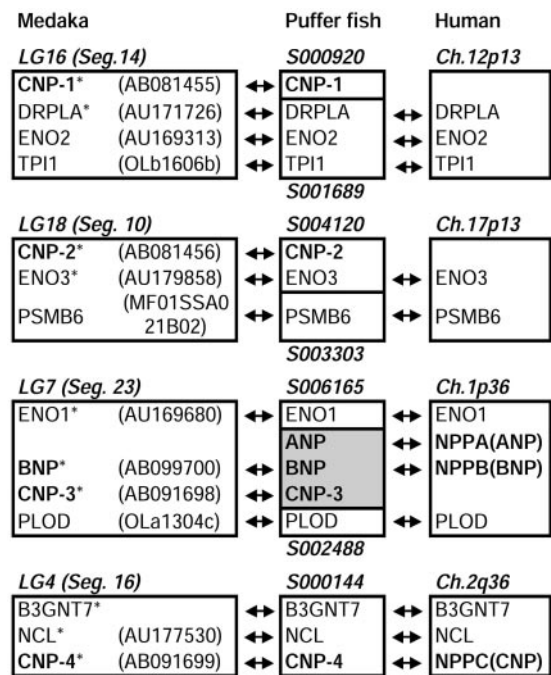 Medaka Puffer fish Human
LG16 (Seg.14) S000920 Ch.12p13
CNP-1* (AB081455) ↔ CNP-1
DRPLA* (AU171726) ↔ DRPLA ↔ DRPLA
ENO2 (AU169313) ↔ ENO2 ↔ ENO2
TPI1 (OLb1606b) ↔ TPI1 ↔ TPI1
S001689
LG18 (Seg. 10) S004120 Ch.17p13
CNP-2* (AB081456) ↔ CNP-2
ENO3* (AU179858) ↔ ENO3 ↔ ENO3
PSMB6 (MF01SSA0 21B02) ↔ PSMB6 ↔ PSMB6
S003303
LG7 (Seg. 23) S006165 Ch.1p36
ENO1* (AU169680) ↔ ENO1 ↔ ENO1
ANP ↔ NPPA(ANP)
BNP* (AB099700) ↔ BNP ↔ NPPB(BNP)
CNP-3* (AB091698) ↔ CNP-3
PLOD (OLa1304c) ↔ PLOD ↔ PLOD
S002488
LG4 (Seg. 16) S000144 Ch.2q36
B3GNT7* ↔ B3GNT7 ↔ B3GNT7
NCL* (AU177530) ↔ NCL ↔ NCL
CNP-4* (AB091699) ↔ CNP-4 ↔ NPPC(CNP)